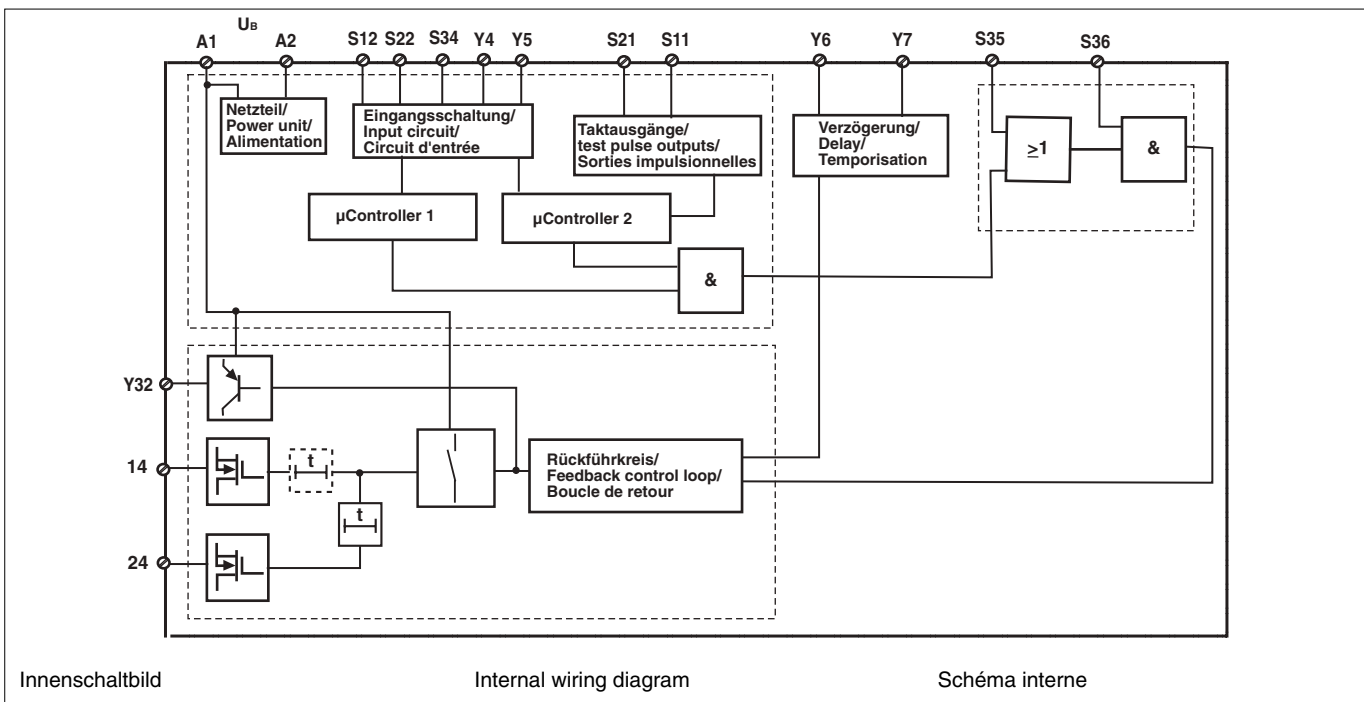 UB
A1 A2 S12 S22 S34 Y4 Y5 S21 S11 Y6 Y7 S35 S36
Netzteil/
Power unit/
Alimentation
Eingangsschaltung/
Input circuit/
Circuit d'entrée
Taktausgänge/
test pulse outputs/
Sorties impulsionnelles
Verzögerung/
Delay/
Temporisation
≥1
&
µController 1
µController 2
&
Y32
14
t
t
24
Rückführkreis/
Feedback control loop/
Boucle de retour
Innenschaltbild Internal wiring diagram Schéma interne